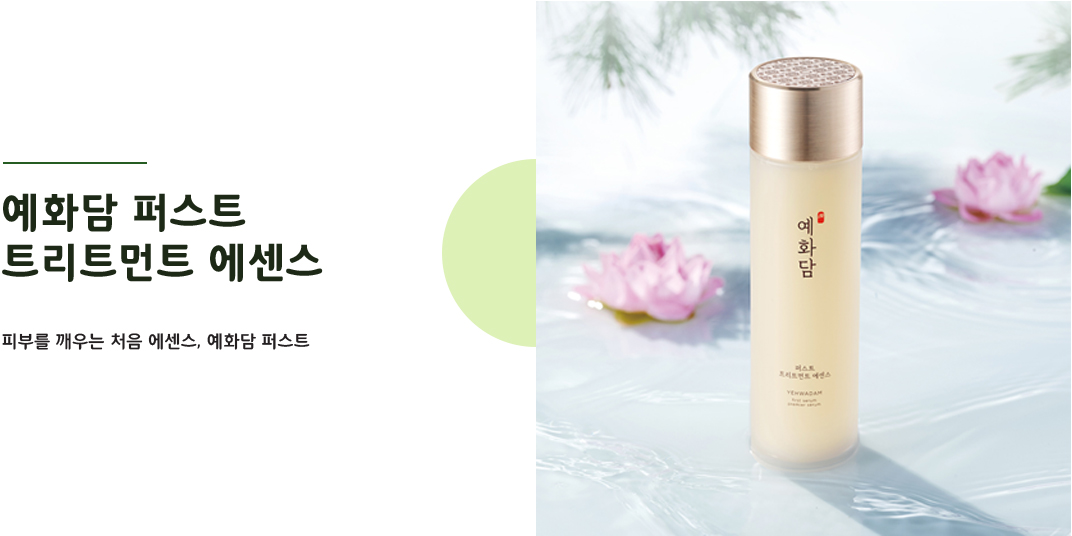 예화담 퍼스트
트리트먼트 에센스
피부를 깨우는 처음 에센스, 예화담 퍼스트
예화담
퍼스트
트리트먼트 에센스
YEHWADAM
first serum